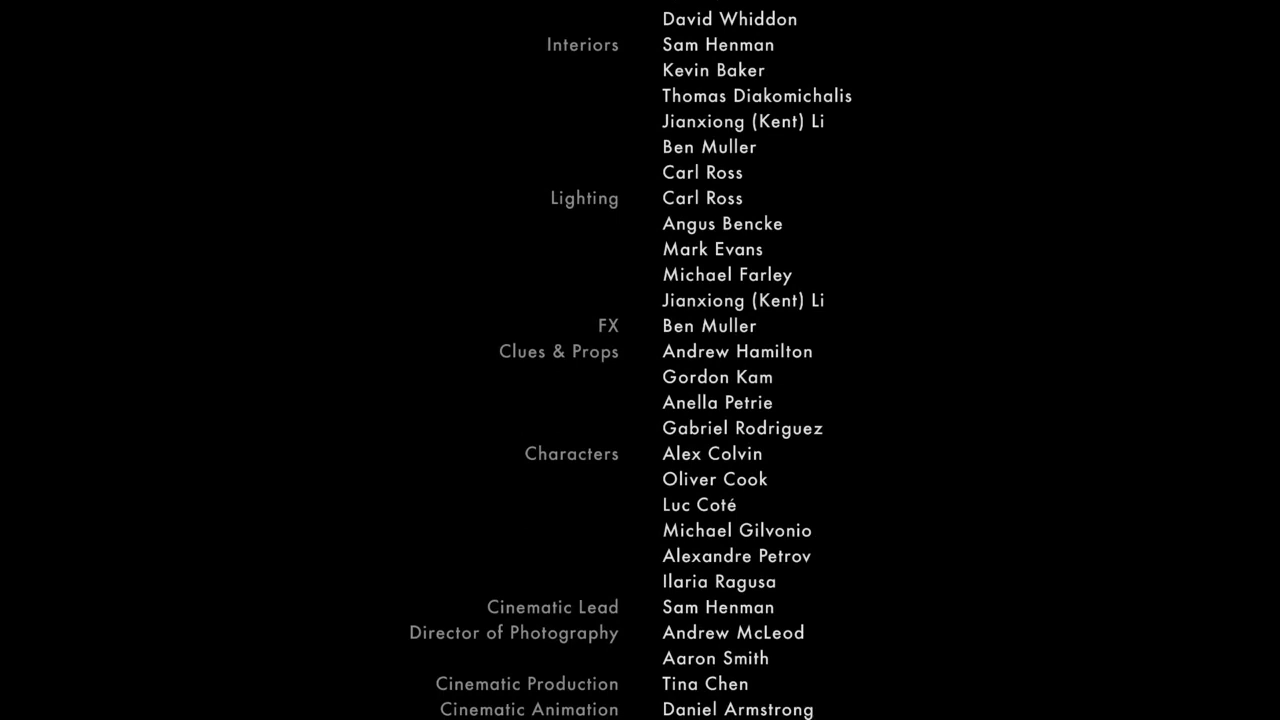 David Whiddon
Interiors Sam Henman
Kevin Baker
Thomas Diakomichalis
Jianxiong (Kent) Li
Ben Muller
Carl Ross
Lighting Carl Ross
Angus Bencke
Mark Evans
Michael Farley
Jianxiong (Kent) Li
FX Ben Muller
Clues & Props Andrew Hamilton
Gordon Kam
Anella Petrie
Gabriel Rodriguez
Characters Alex Colvin
Oliver Cook
Luc Coté
Michael Gilvonio
Alexandre Petrov
Ilaria Ragusa
Cinematic Lead Sam Henman
Director of Photography Andrew McLeod
Aaron Smith
Cinematic Production Tina Chen
Cinematic Animation Daniel Armstrong